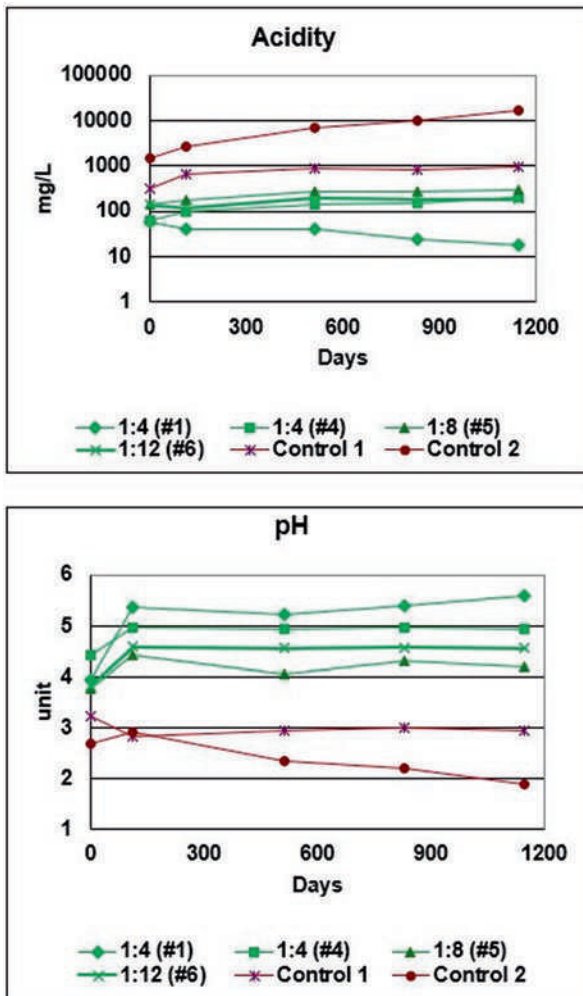 Acidity
100000
10000
1000
100
10
1
mg/L
0 300 600 900 1200
Days
1:4 (#1) 1:4 (#4) 1:8 (#5)
1:12 (#6) Control 1 Control 2
pH
6
5
4
3
2
1
unit
0 300 600 900 1200
Days
1:4 (#1) 1:4 (#4) 1:8 (#5)
1:12 (#6) Control 1 Control 2